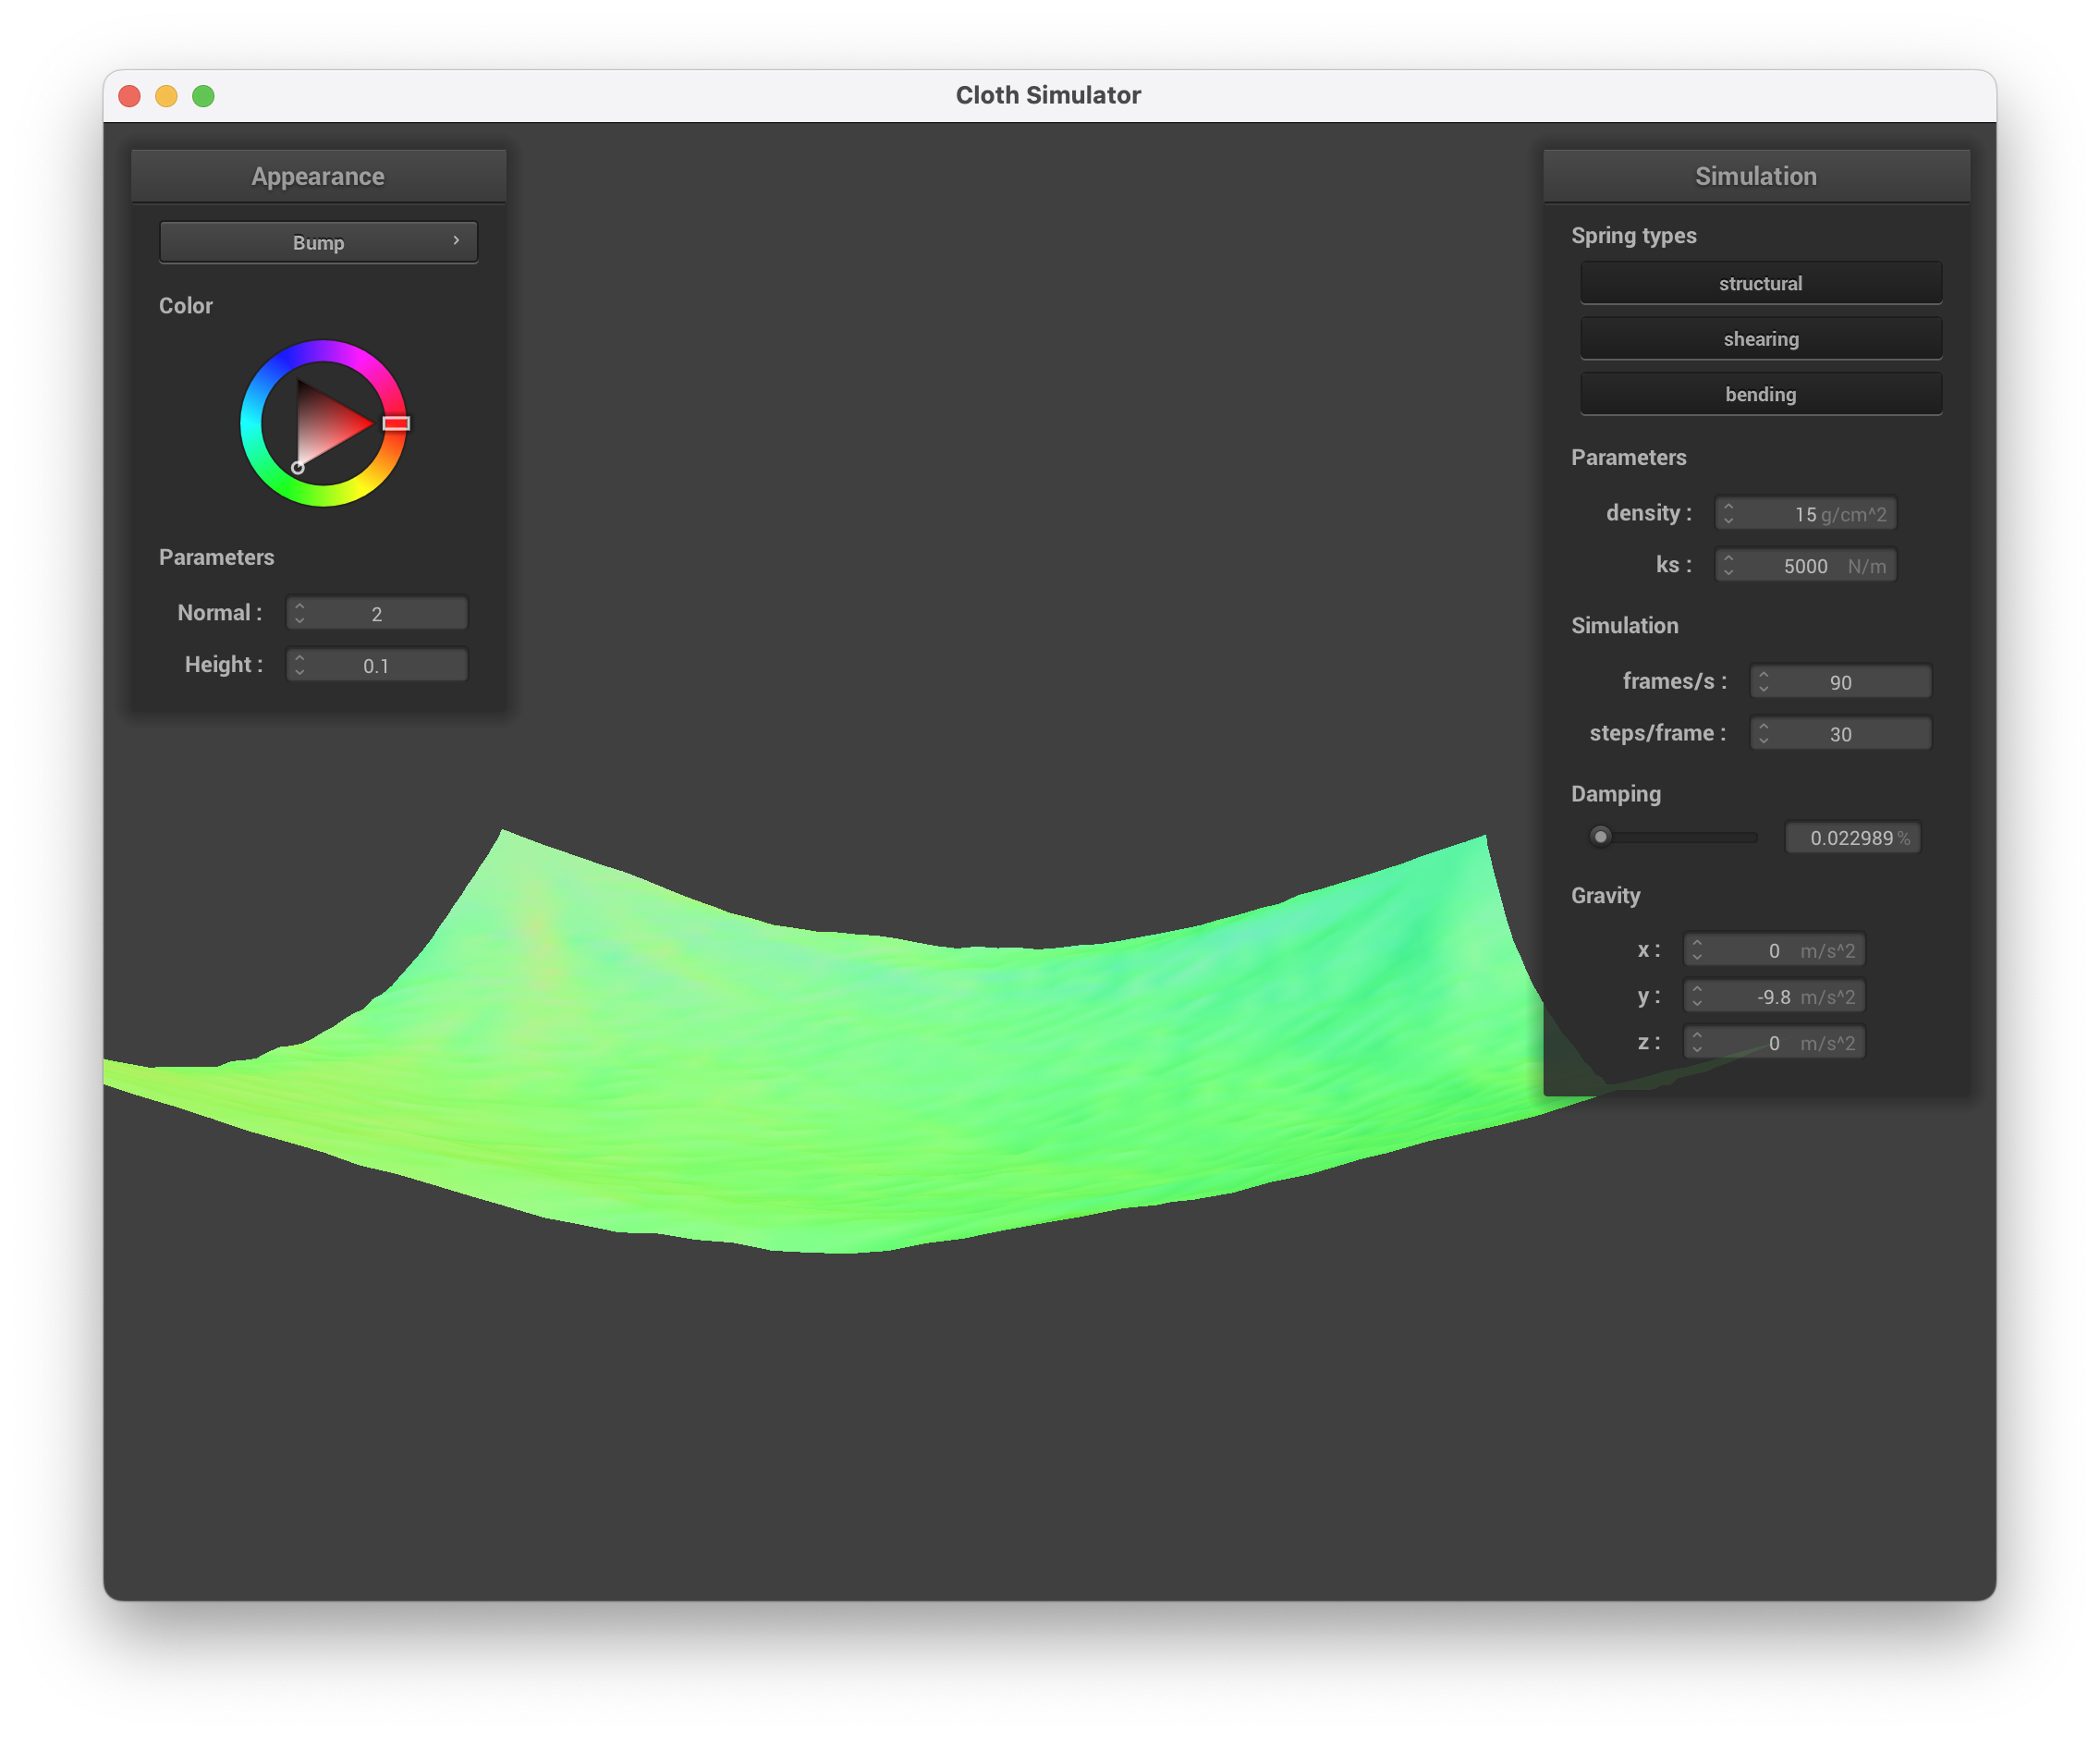 Cloth Simulator
Appearance
Bump
Color
Parameters
Normal : 2
Height : 0.1
Simulation
Spring types
structural
shearing
bending
Parameters
density : 15 g/cm^2
ks : 5000 N/m
Simulation
frames/s : 90
steps/frame : 30
Damping
0.022989 %
Gravity
x : 0 m/s^2
y : -9.8 m/s^2
z : 0 m/s^2